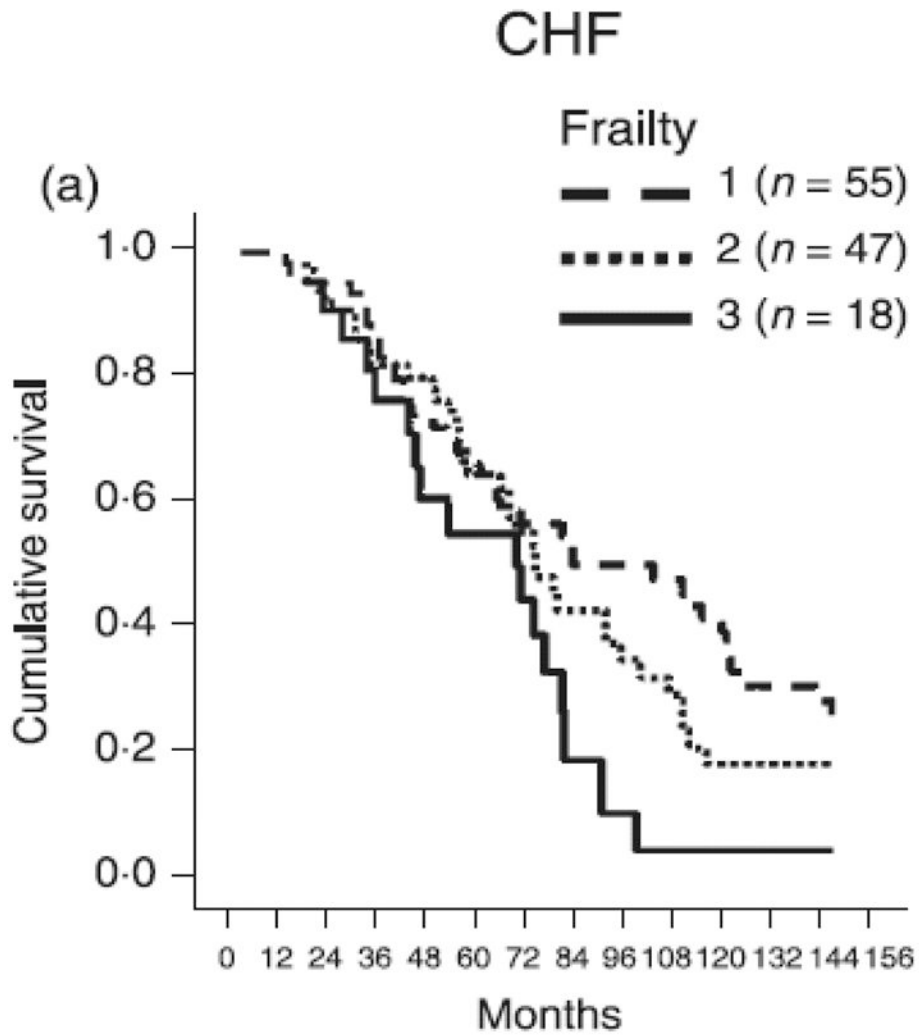 CHF
Frailty
(a)
1 (n = 55)
2 (n = 47)
3 (n = 18)
1·0
0·8
0·6
0·4
0·2
0·0
Cumulative survival
0 12 24 36 48 60 72 84 96 108 120 132 144 156
Months